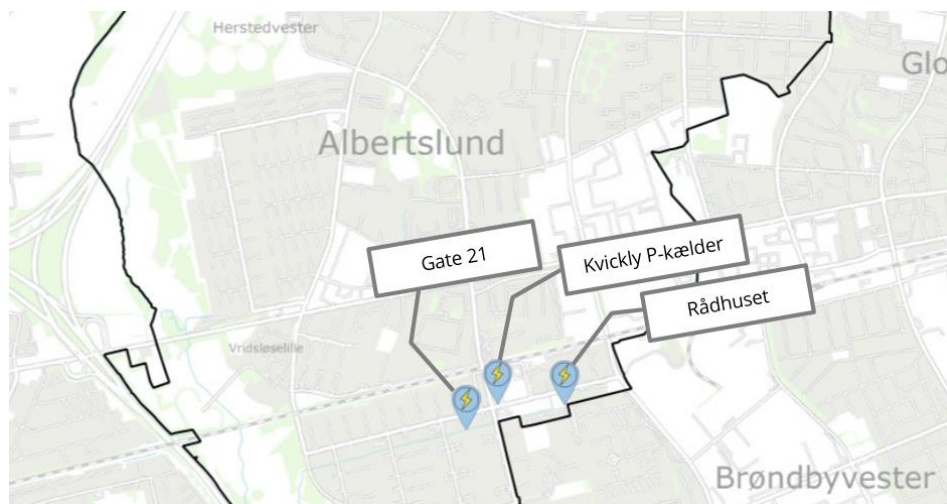 Herstedvester
Glo
Albertslund
Gate 21
Kvickly P-kælder
Rådhuset
Vridsløselille
Brøndbyvester